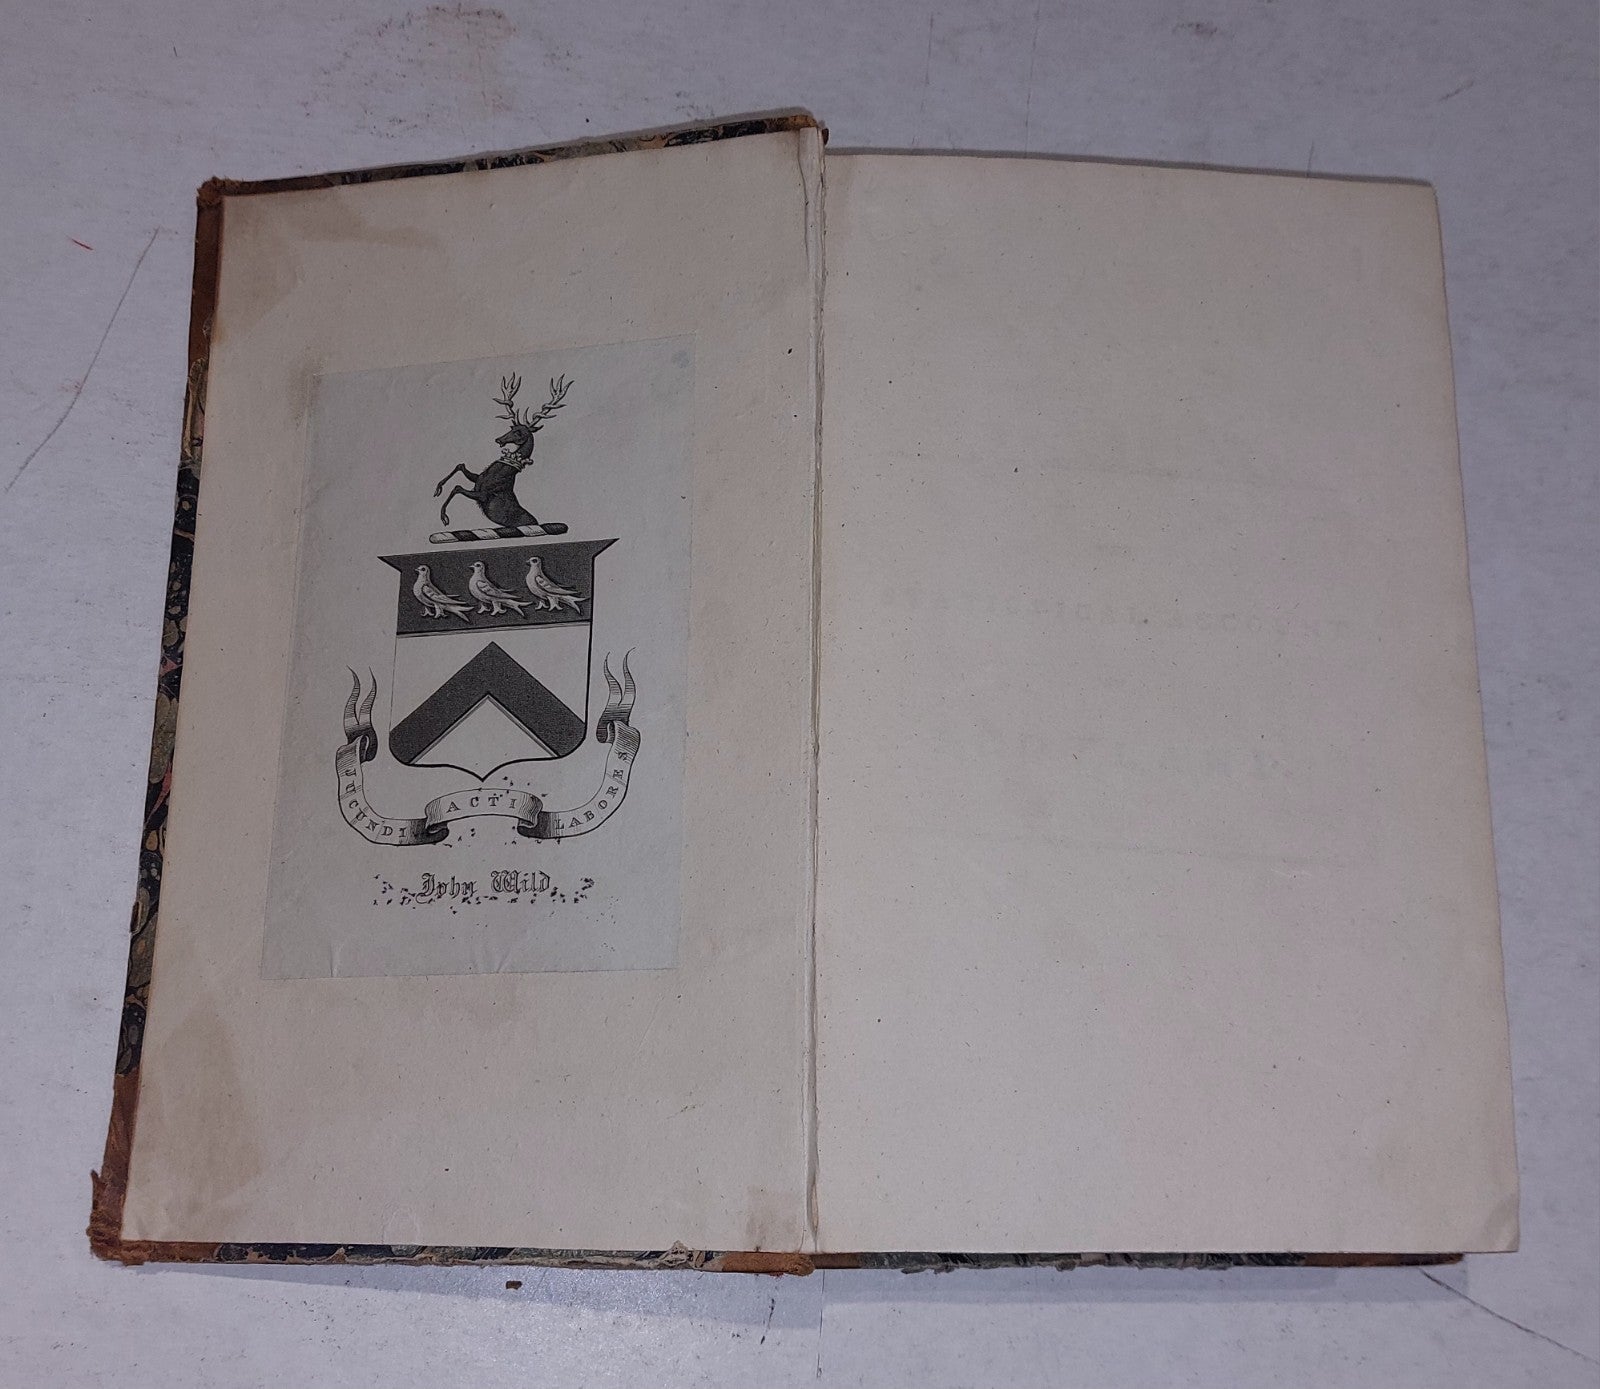 JUCUNDI ACTI LABORES
John Wild.